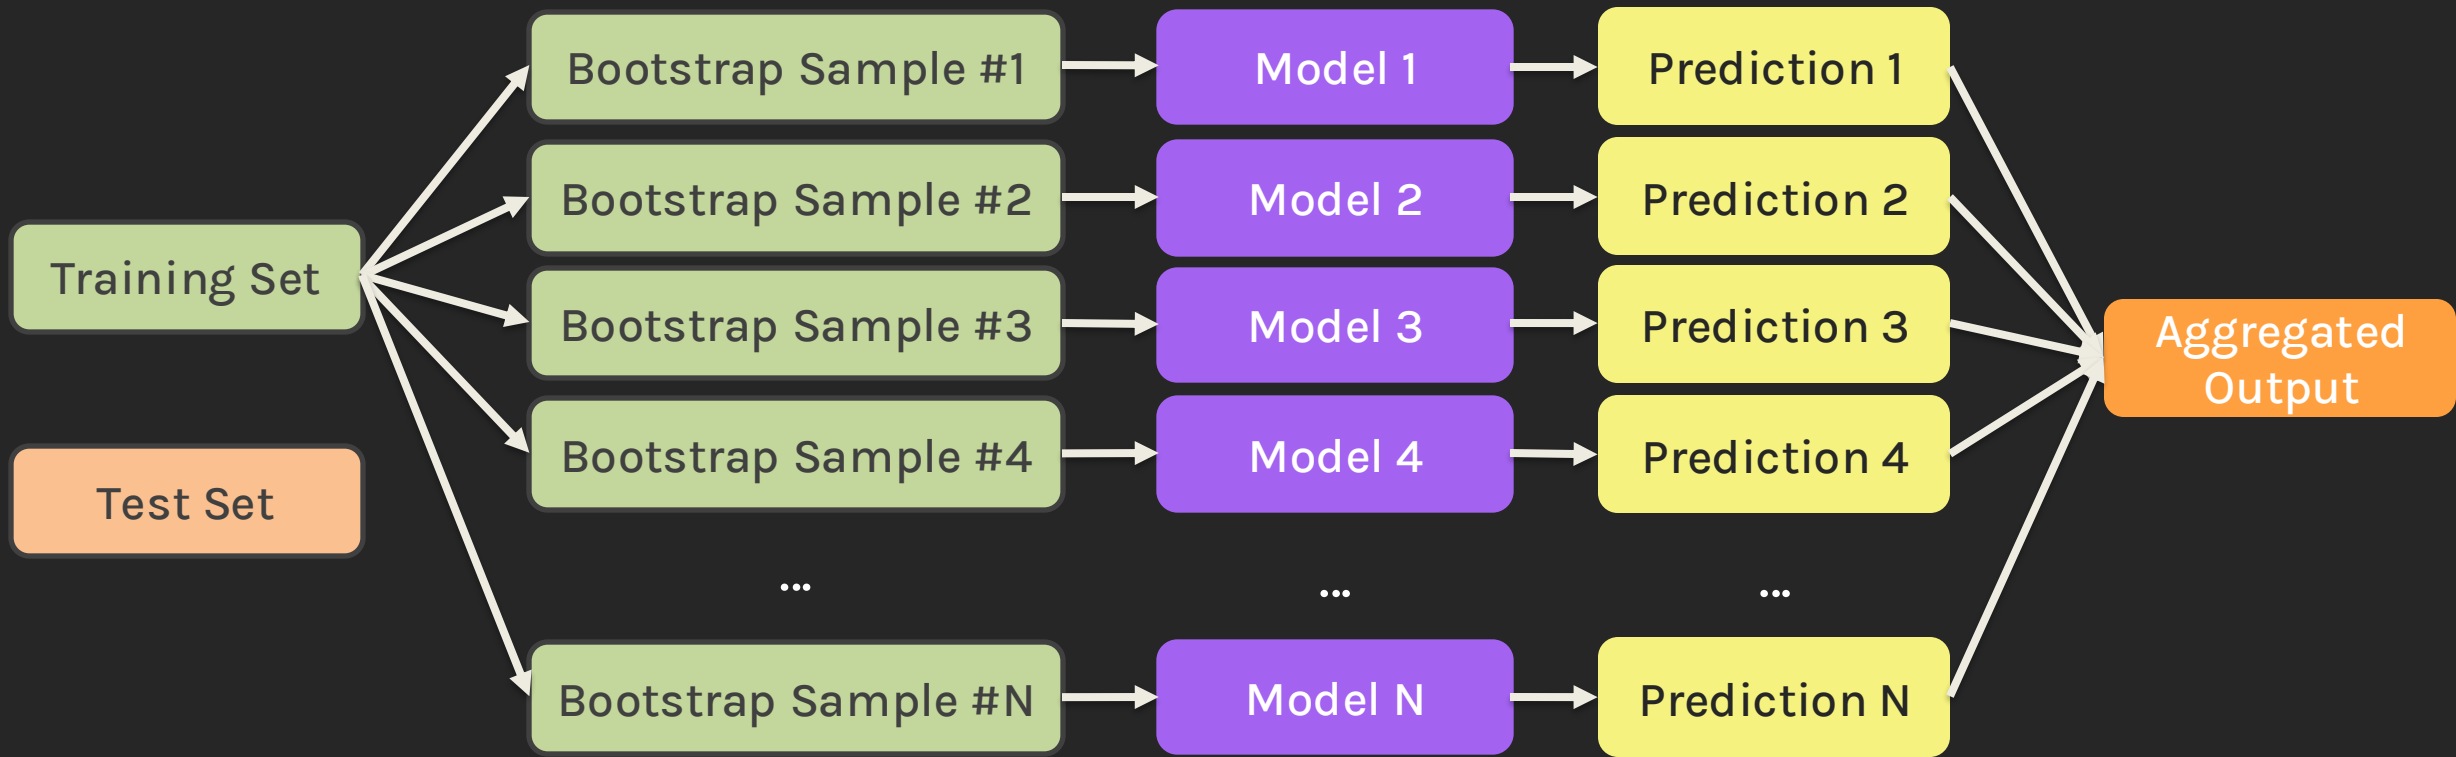 Training Set
Test Set
Bootstrap Sample #1
Bootstrap Sample #2
Bootstrap Sample #3
Bootstrap Sample #4
...
Bootstrap Sample #N
Model 1
Model 2
Model 3
Model 4
...
Model N
Prediction 1
Prediction 2
Prediction 3
Prediction 4
...
Prediction N
Aggregated
Output